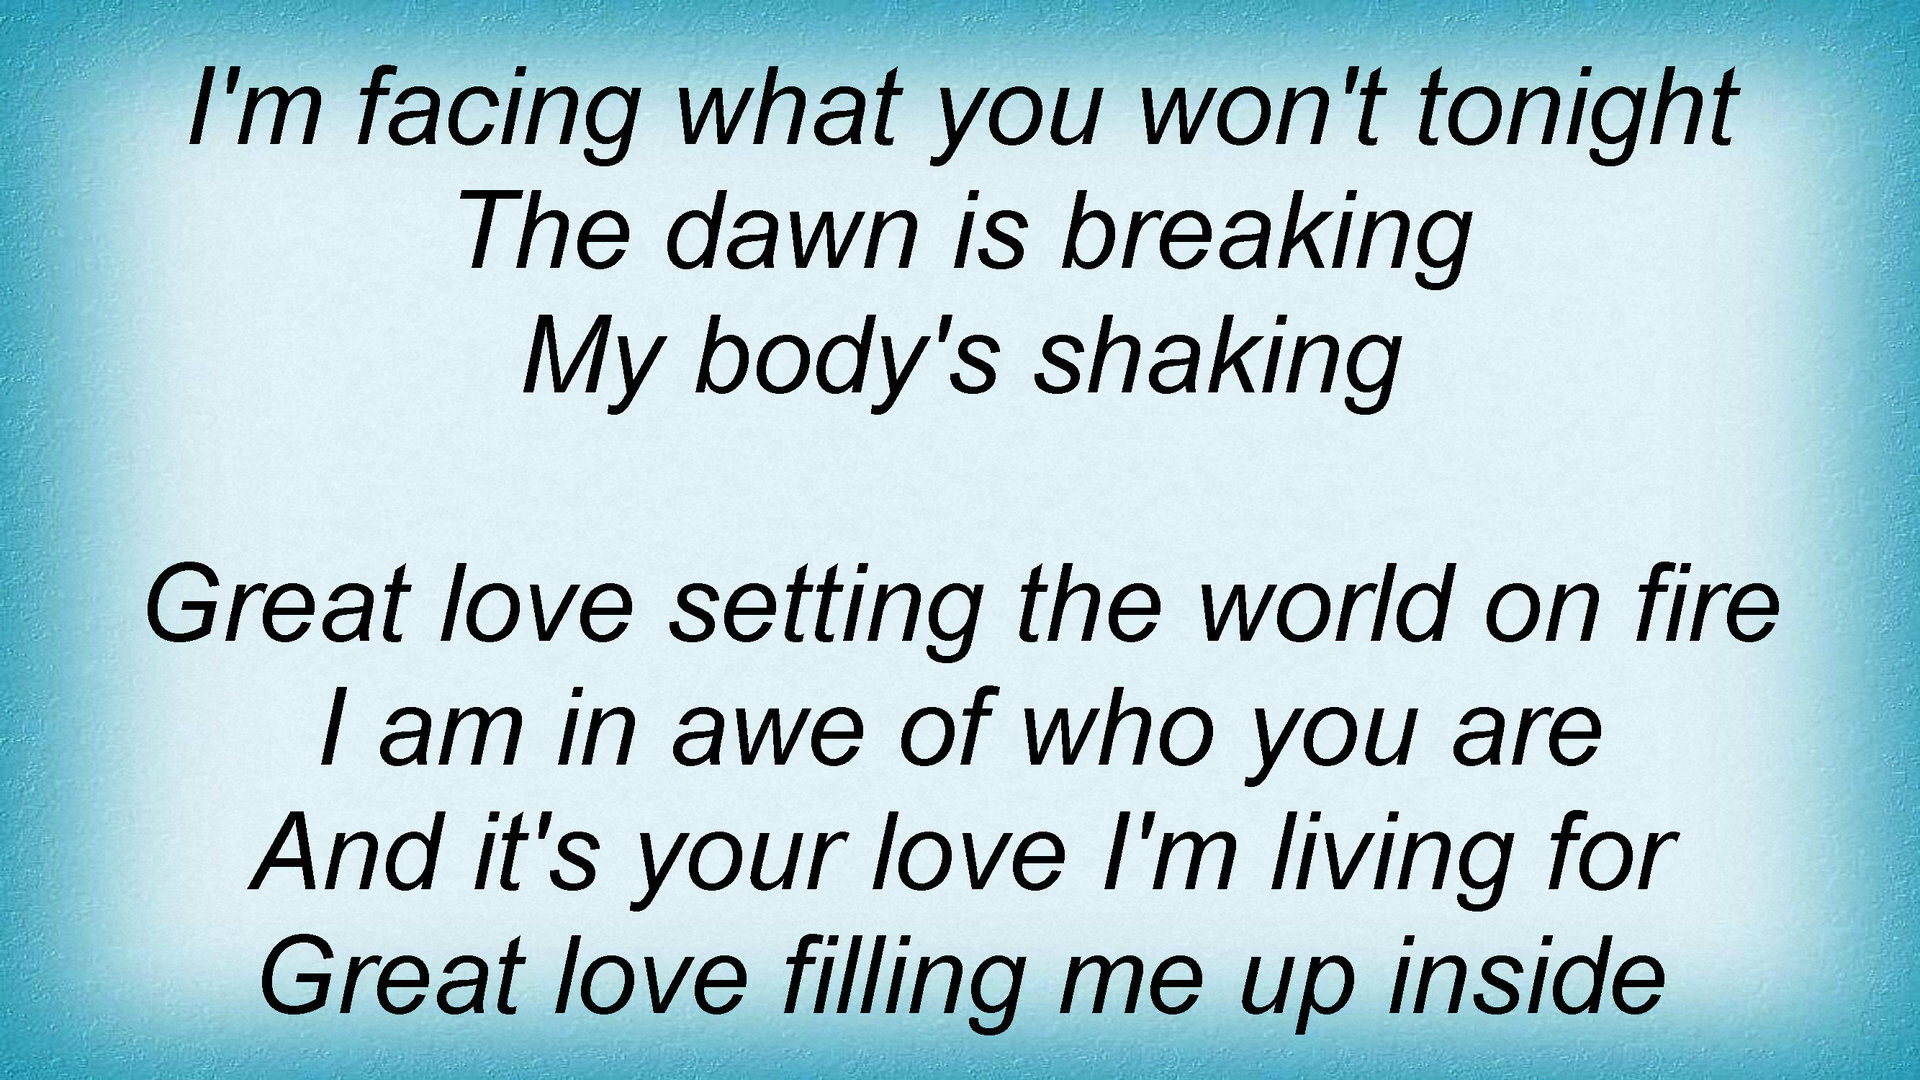 I'm facing what you won't tonight
The dawn is breaking
My body's shaking
Great love setting the world on fire
I am in awe of who you are
And it's your love I'm living for
Great love filling me up inside